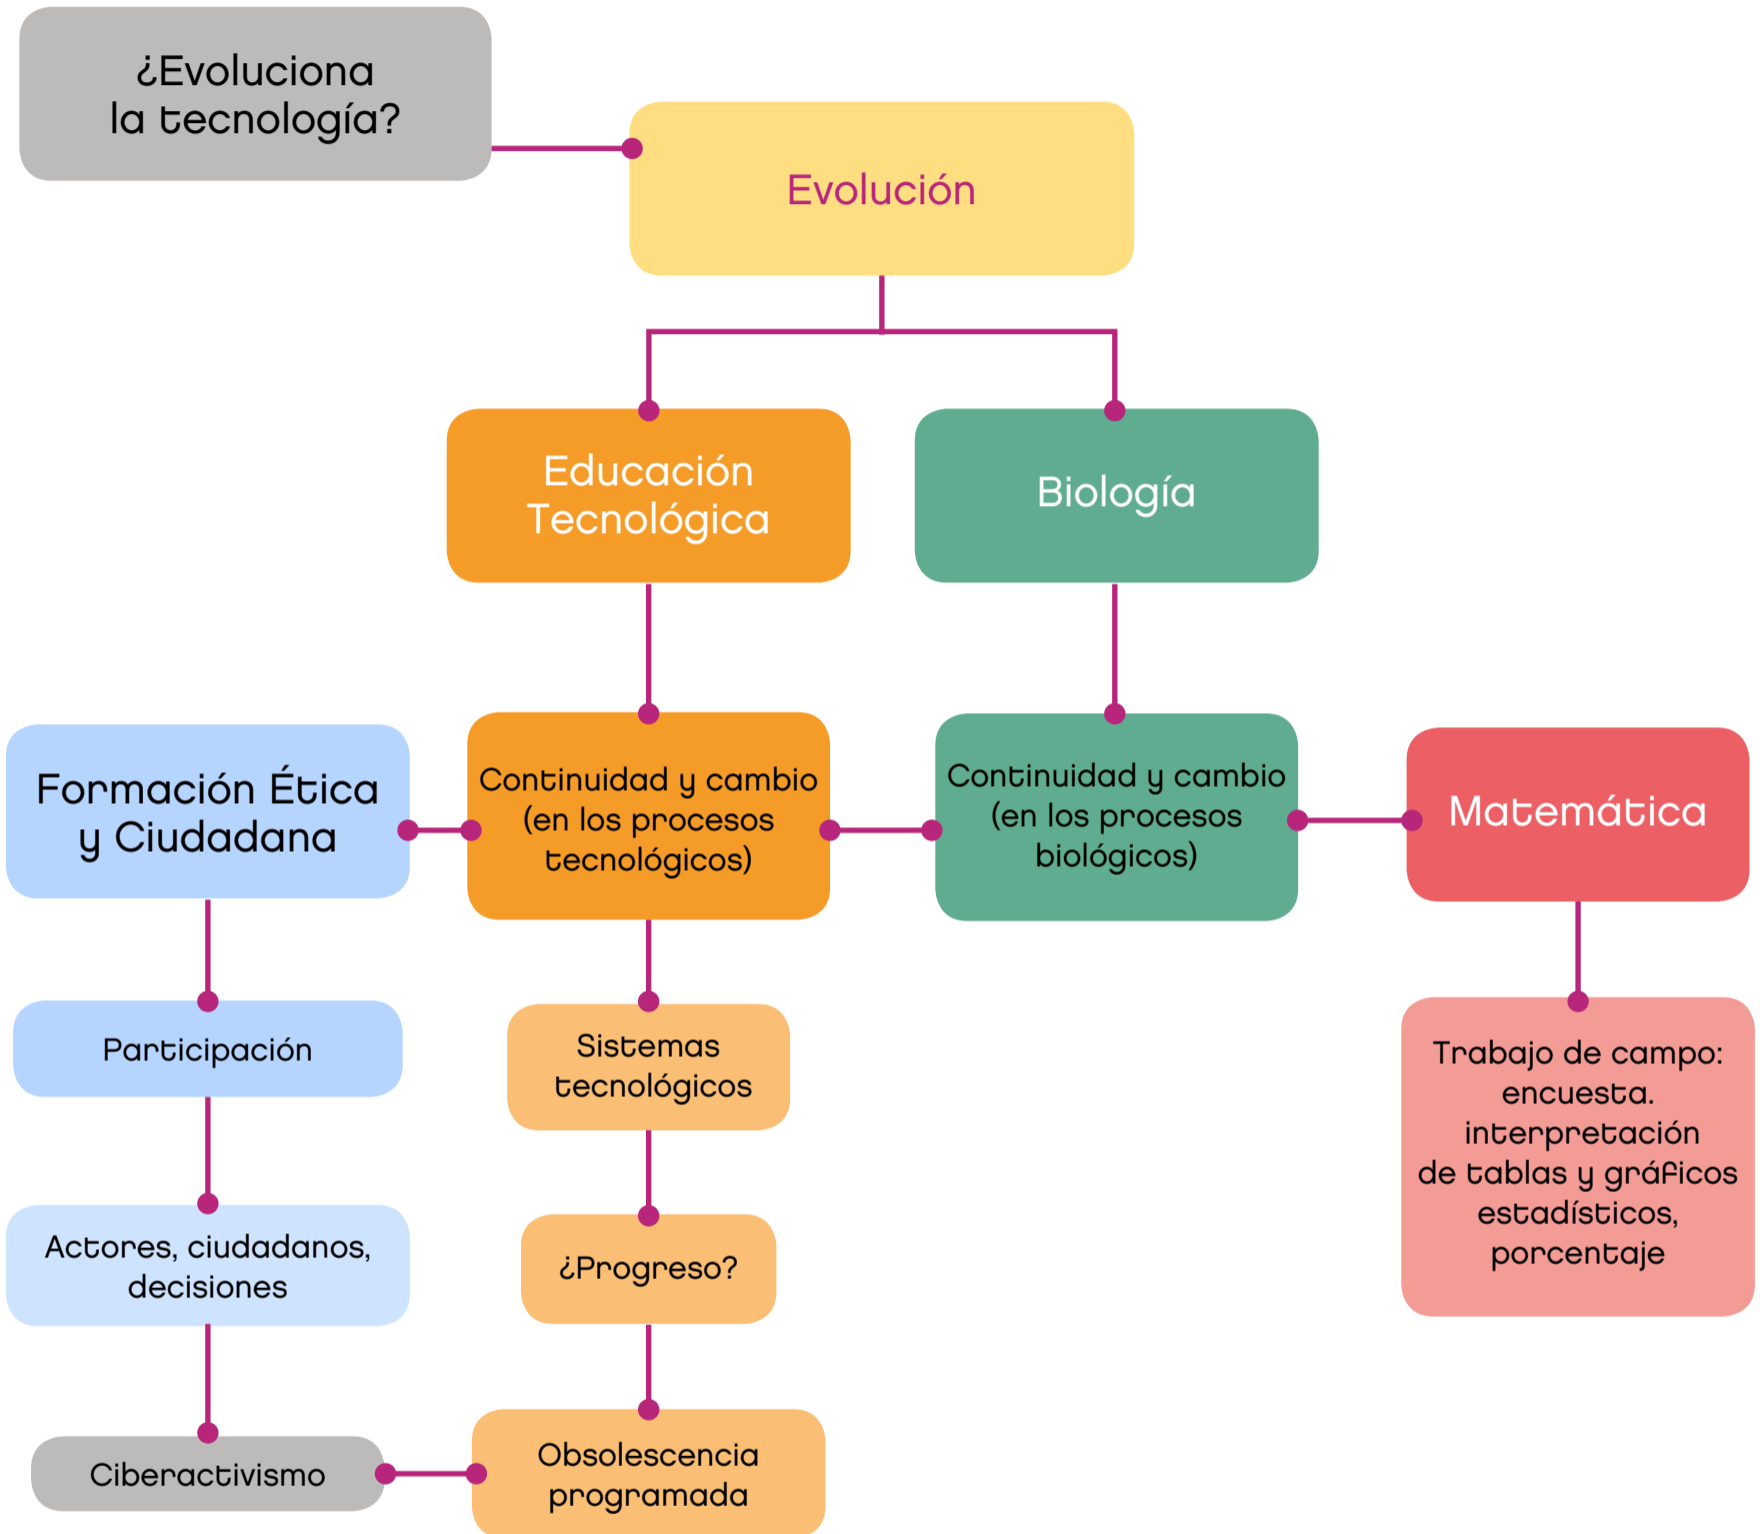 ¿Evoluciona
la tecnología?
Evolución
Educación
Tecnológica
Biología
Formación Ética
y Ciudadana
Continuidad y cambio
(en los procesos
tecnológicos)
Continuidad y cambio
(en los procesos
biológicos)
Matemática
Participación
Sistemas
tecnológicos
Trabajo de campo:
encuesta.
interpretación
de tablas y gráficos
estadísticos,
porcentaje
Actores, ciudadanos,
decisiones
¿Progreso?
Ciberactivismo
Obsolescencia
programada